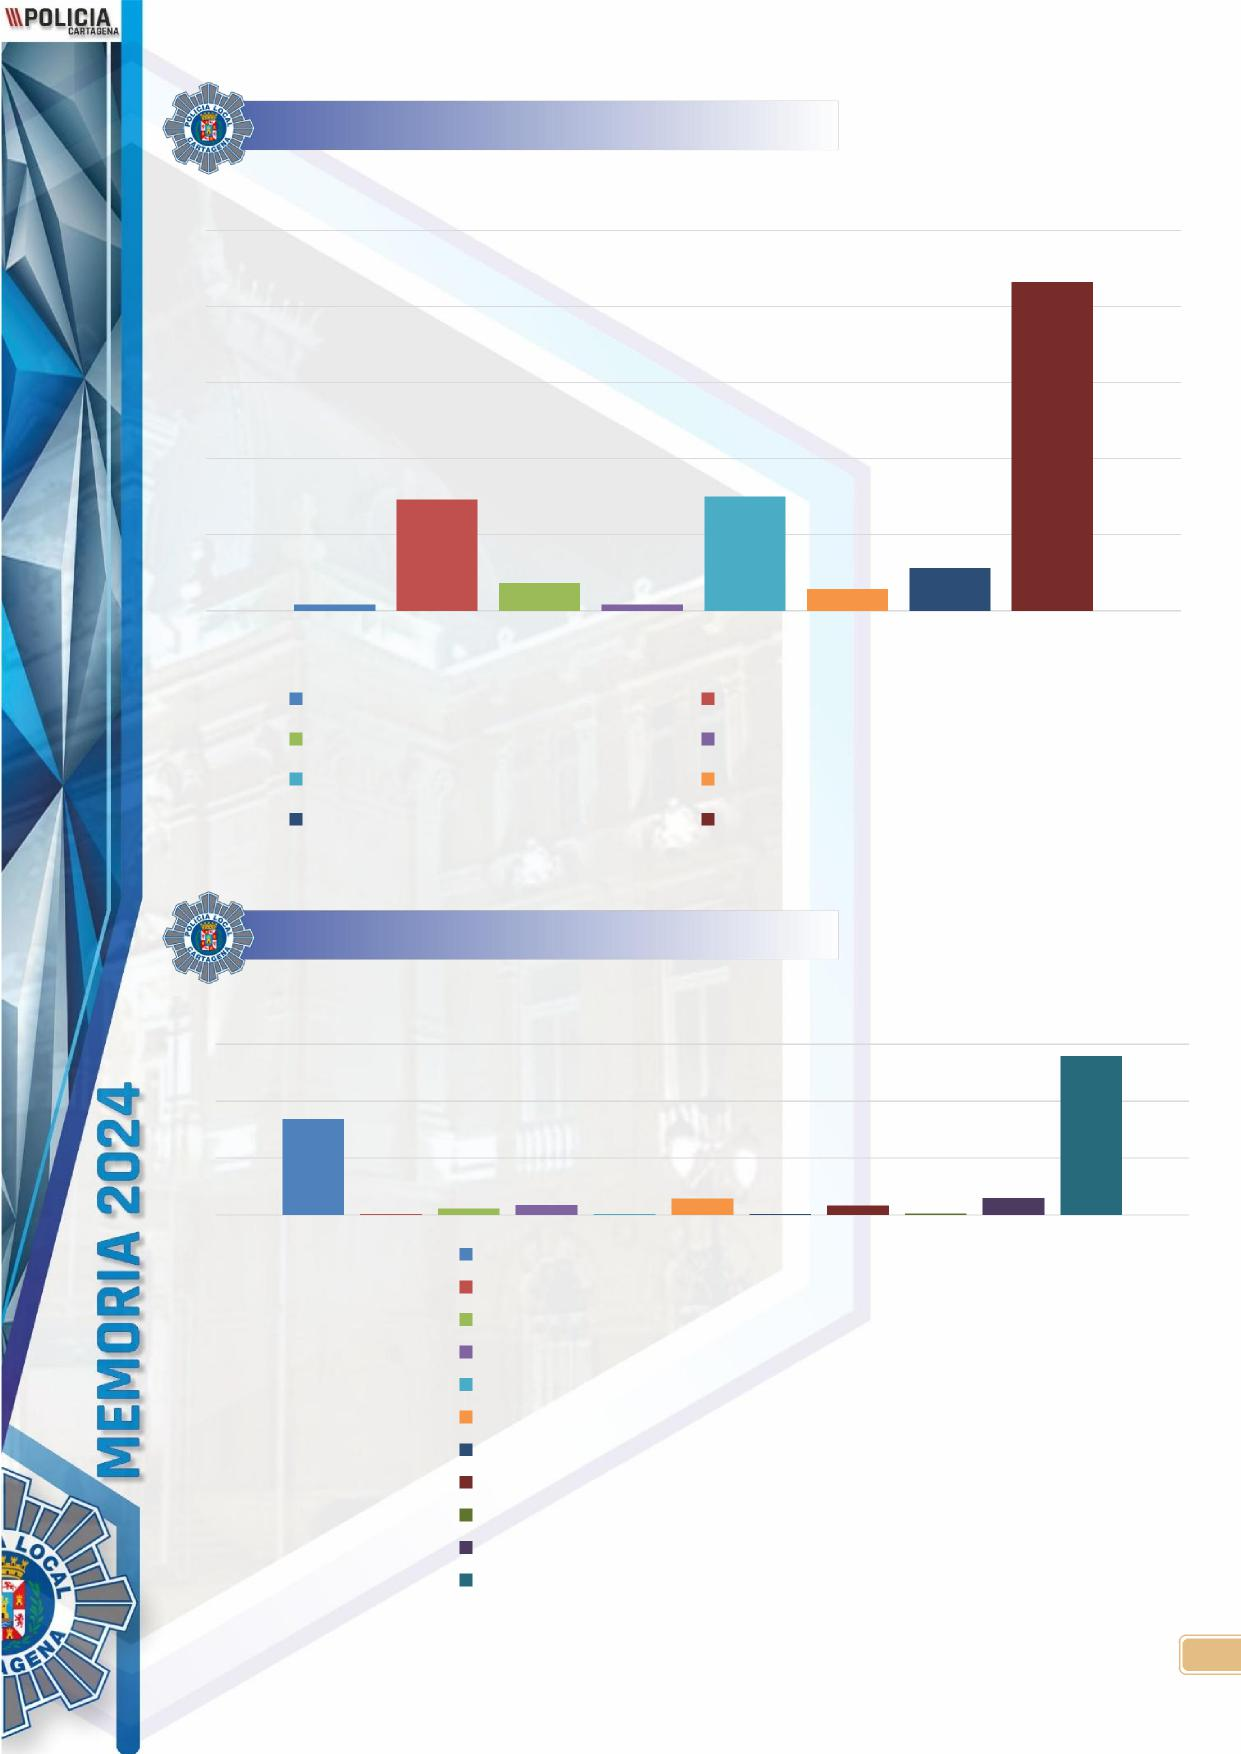 POLICIA
CARTAGENA
POLICIA LOCAL
CARTAGENA
POLICIA LOCAL
CARTAGENA
MEMORIA 2024
A LOCAL
AGENA